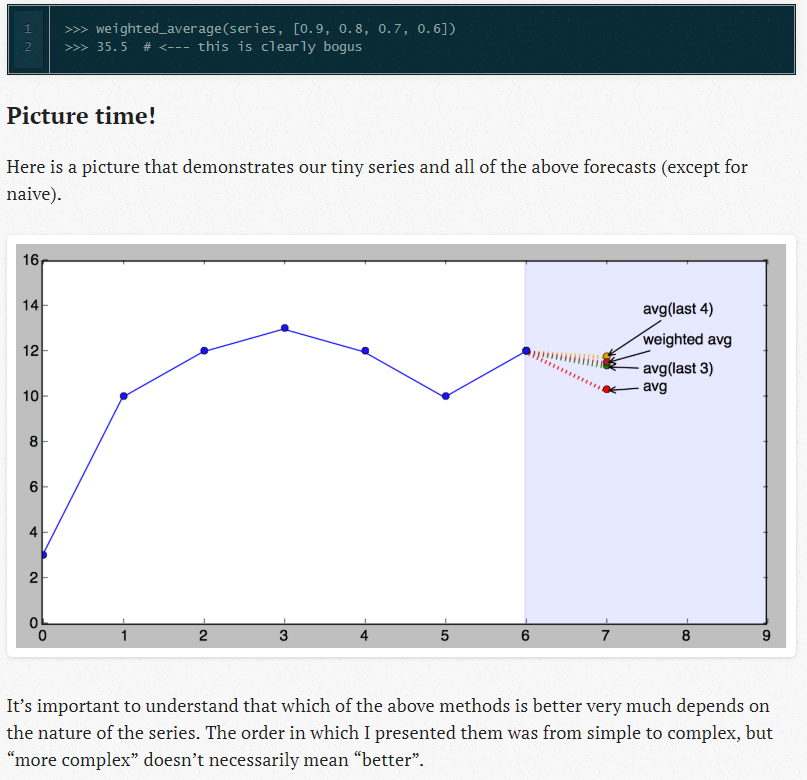 1 >>> weighted_average(series, [0.9, 0.8, 0.7, 0.6])
2 >>> 35.5  # <--- this is clearly bogus
Picture time!
Here is a picture that demonstrates our tiny series and all of the above forecasts (except for
naive).
16
14
12
10
8
6
4
2
0
avg(last 4)
weighted avg
avg(last 3)
avg
0 1 2 3 4 5 6 7 8 9
It’s important to understand that which of the above methods is better very much depends on
the nature of the series. The order in which I presented them was from simple to complex, but
“more complex” doesn’t necessarily mean “better”.